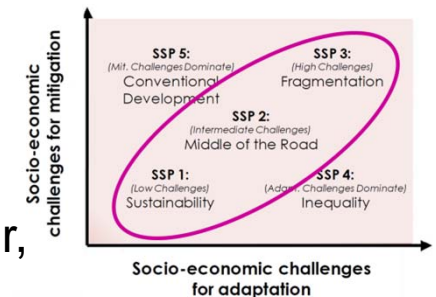 Socio-economic
challenges for mitigation
SSP 5:
(Mit. Challenges Dominate)
Conventional
Development
SSP 3:
(High Challenges)
Fragmentation
SSP 2:
(Intermediate Challenges)
Middle of the Road
SSP 1:
(Low Challenges)
Sustainability
SSP 4:
(Adapt. Challenges Dominate)
Inequality
r,
Socio-economic challenges
for adaptation